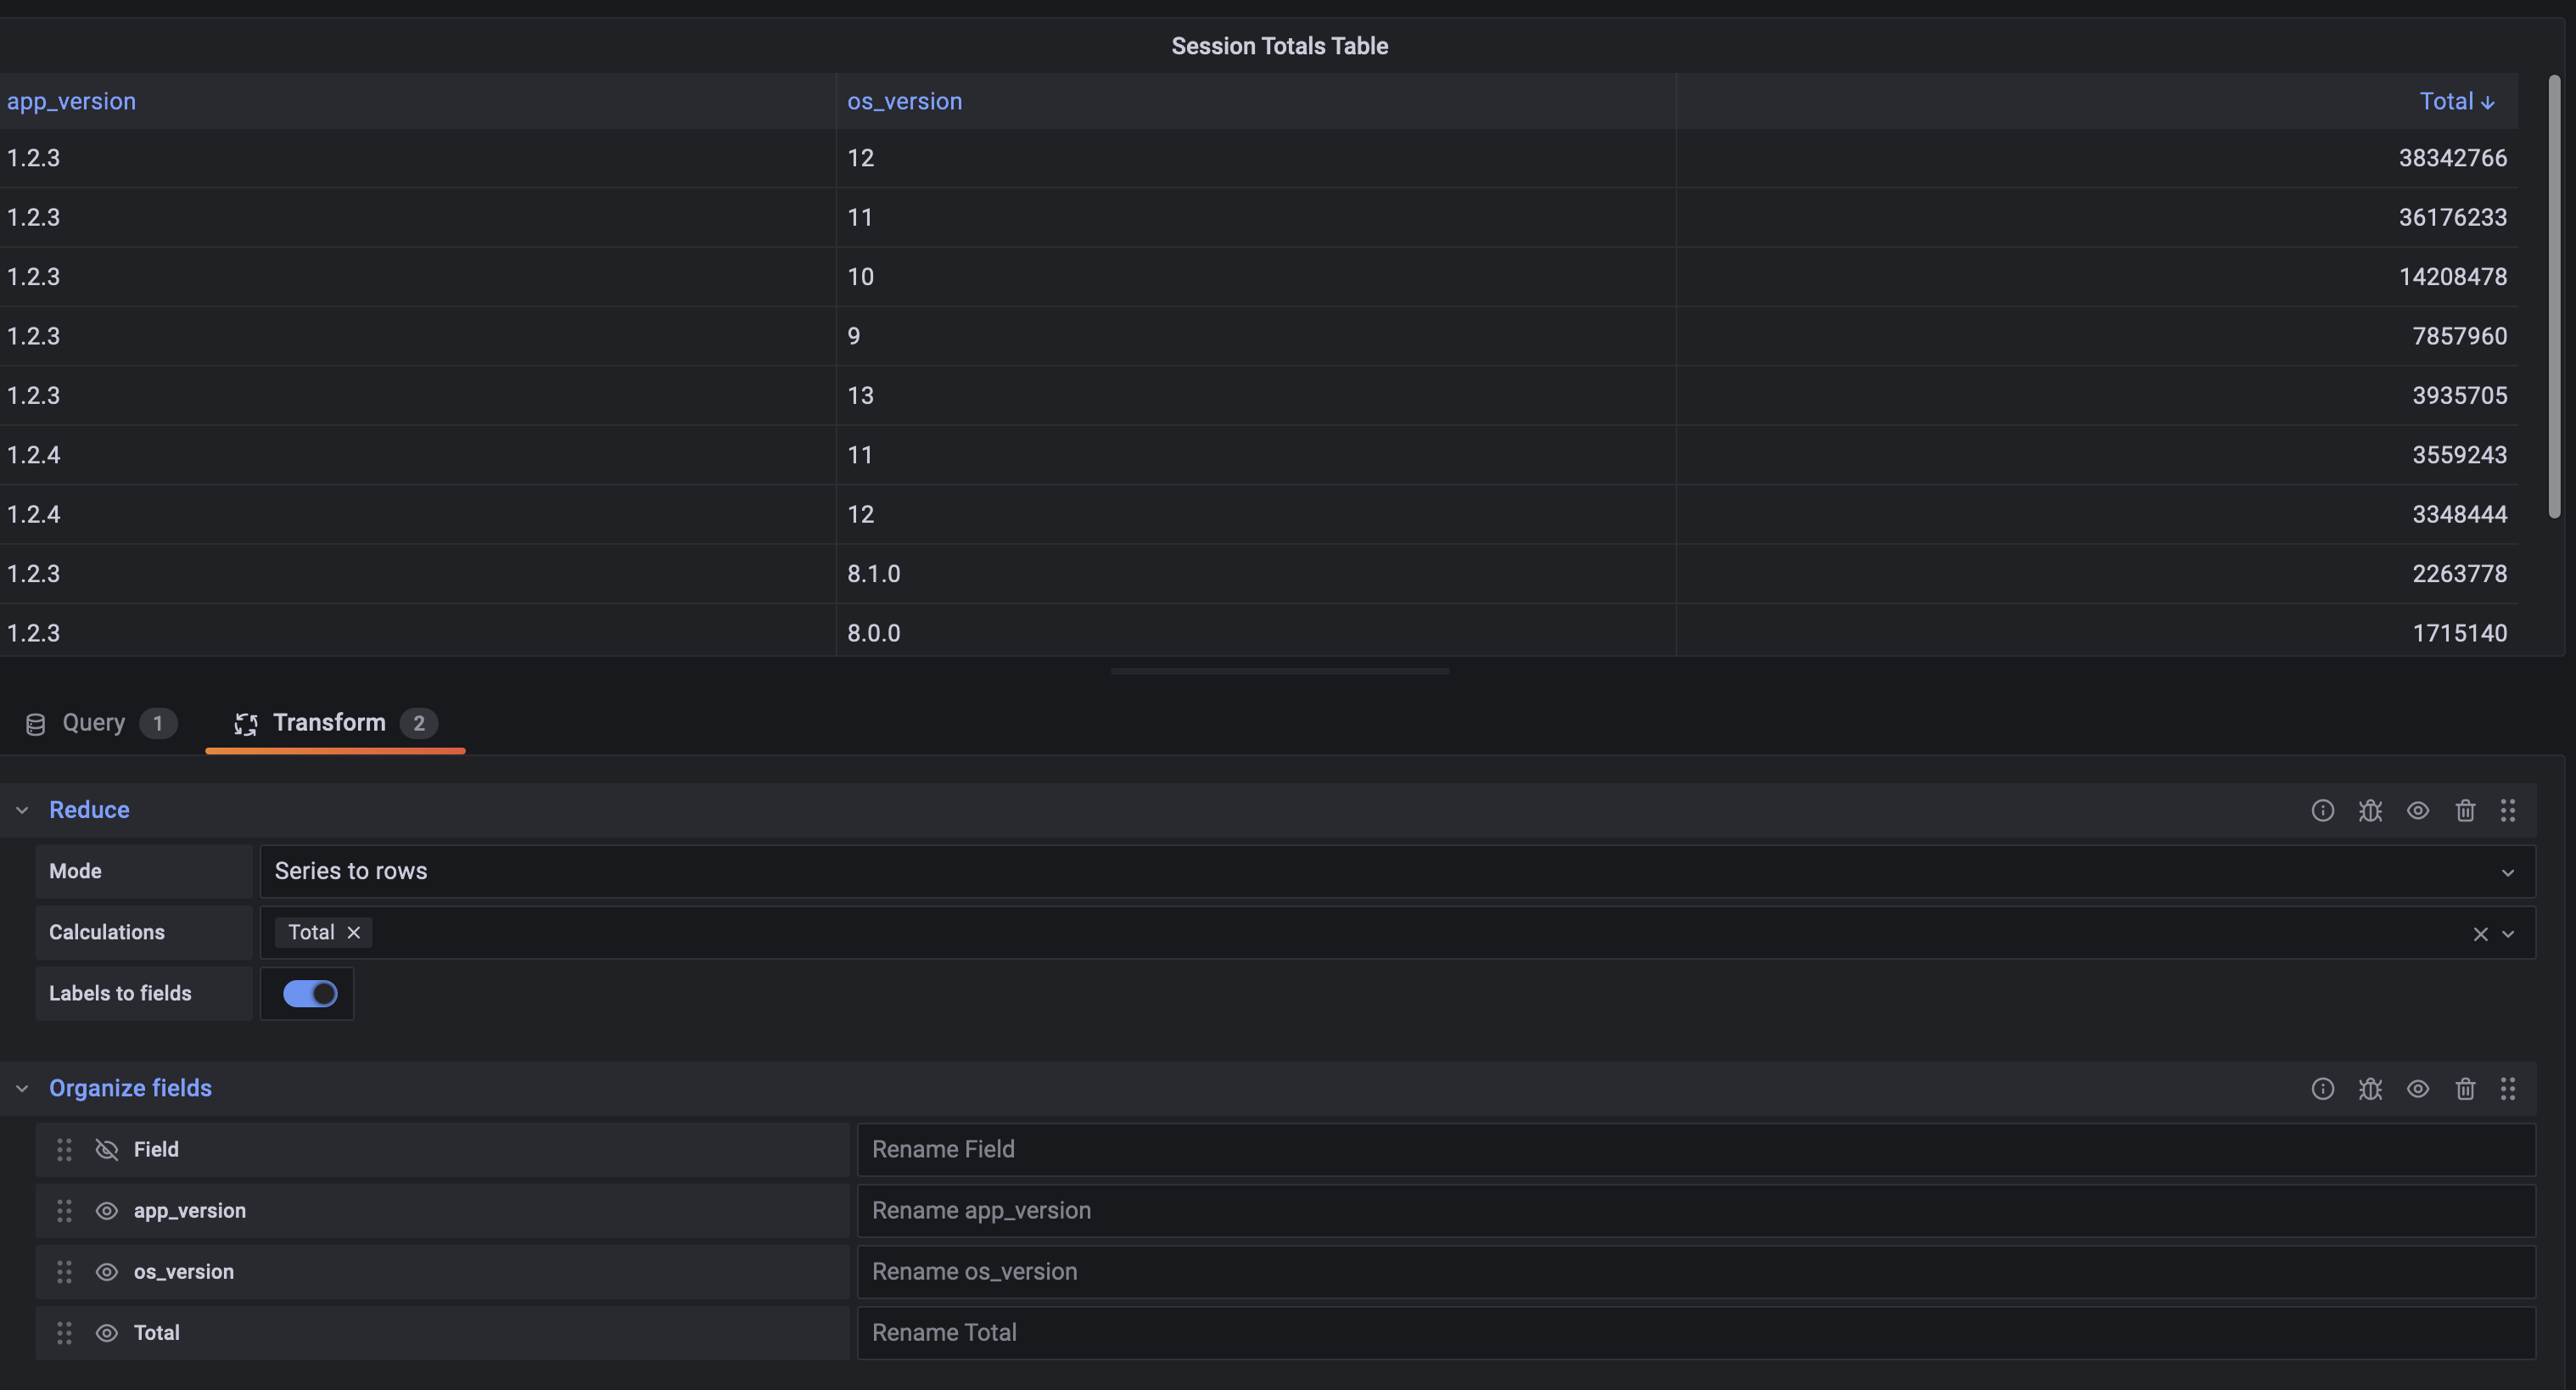 Session Totals Table
app_version os_version Total ↓
1.2.3 12 38342766
1.2.3 11 36176233
1.2.3 10 14208478
1.2.3 9 7857960
1.2.3 13 3935705
1.2.4 11 3559243
1.2.4 12 3348444
1.2.3 8.1.0 2263778
1.2.3 8.0.0 1715140
Query 1 Transform 2
Reduce
Mode Series to rows
Calculations Total ×
Labels to fields
Organize fields
Field Rename Field
app_version Rename app_version
os_version Rename os_version
Total Rename Total